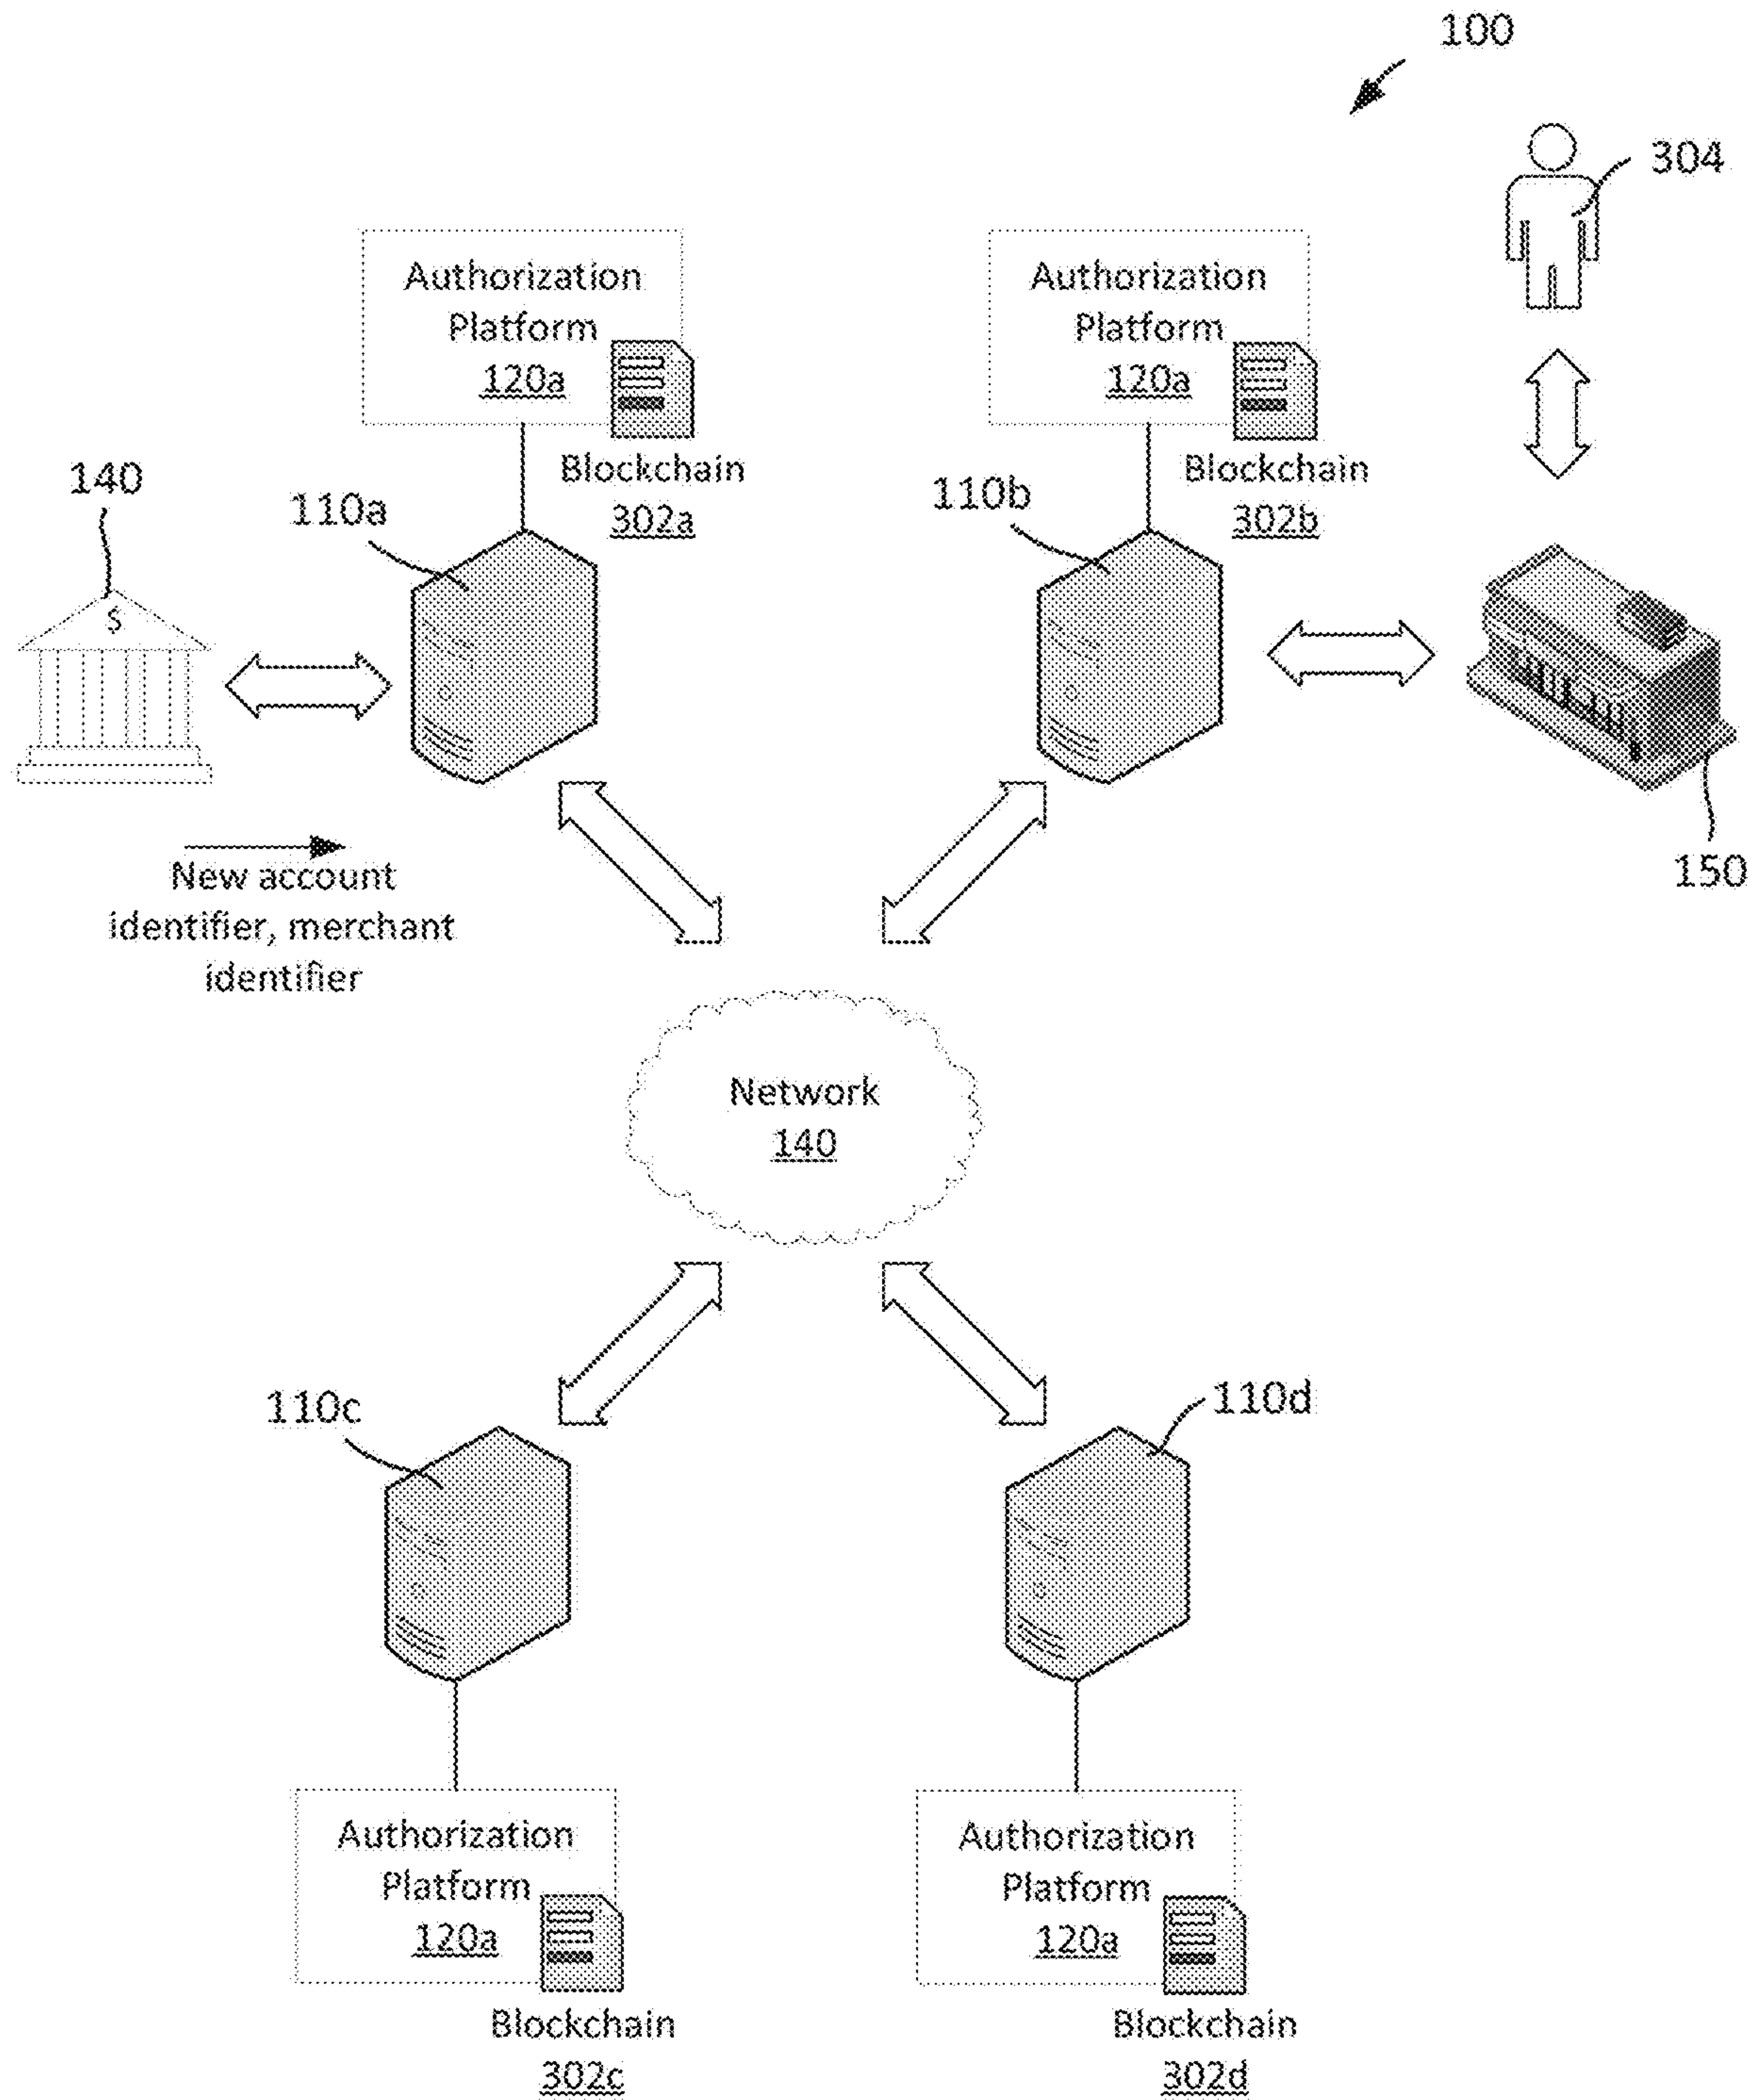 100
304
Authorization
Platform
120a
Blockchain
302a
Authorization
Platform
120a
Blockchain
302b
140
110a
110b
$
150
New account
identifier, merchant
identifier
Network
140
110c
110d
Authorization
Platform
120a
Blockchain
302c
Authorization
Platform
120a
Blockchain
302d